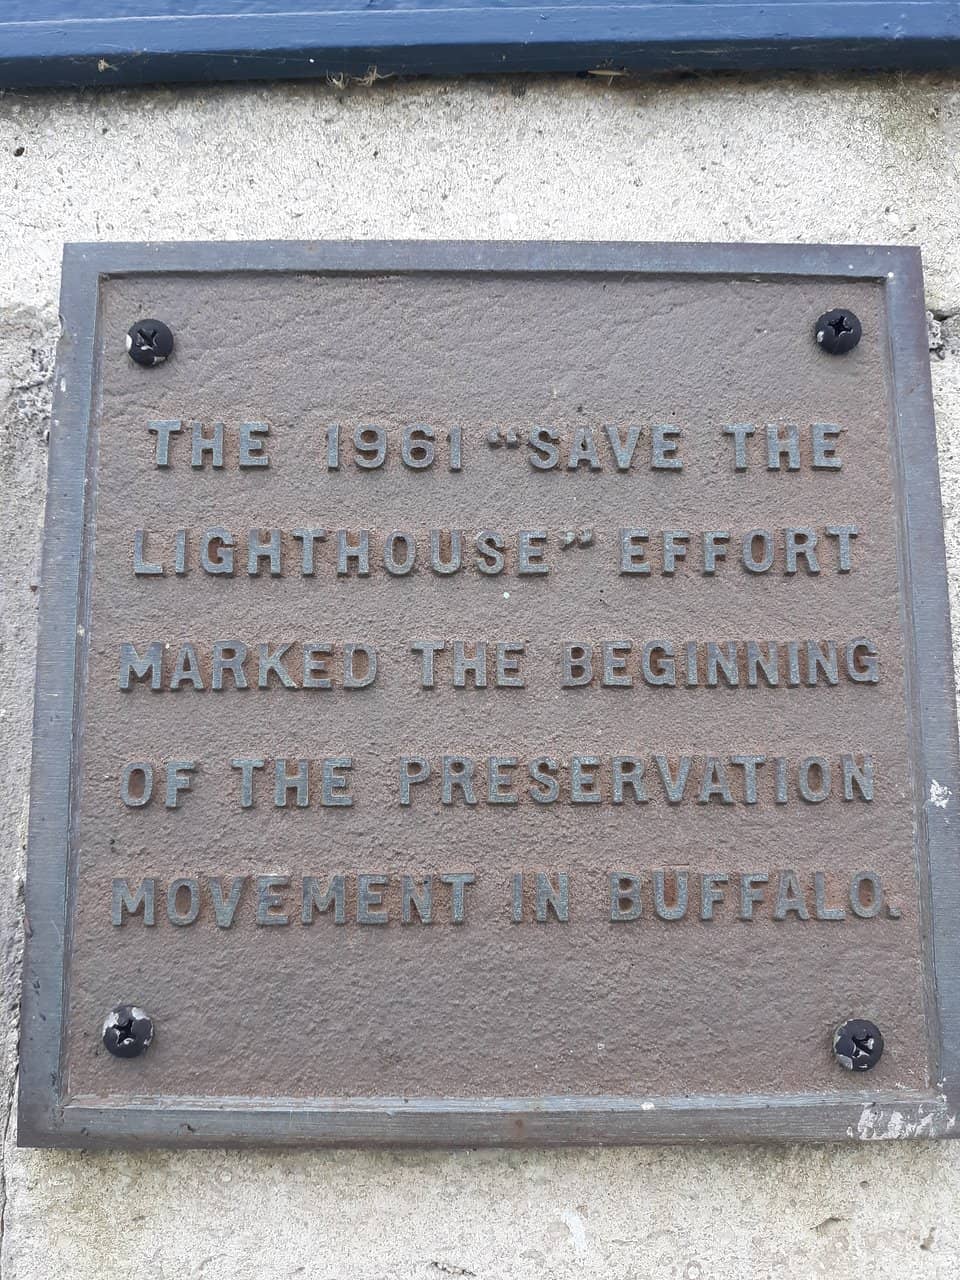 THE 1961 “SAVE THE
LIGHTHOUSE” EFFORT
MARKED THE BEGINNING
OF THE PRESERVATION
MOVEMENT IN BUFFALO.